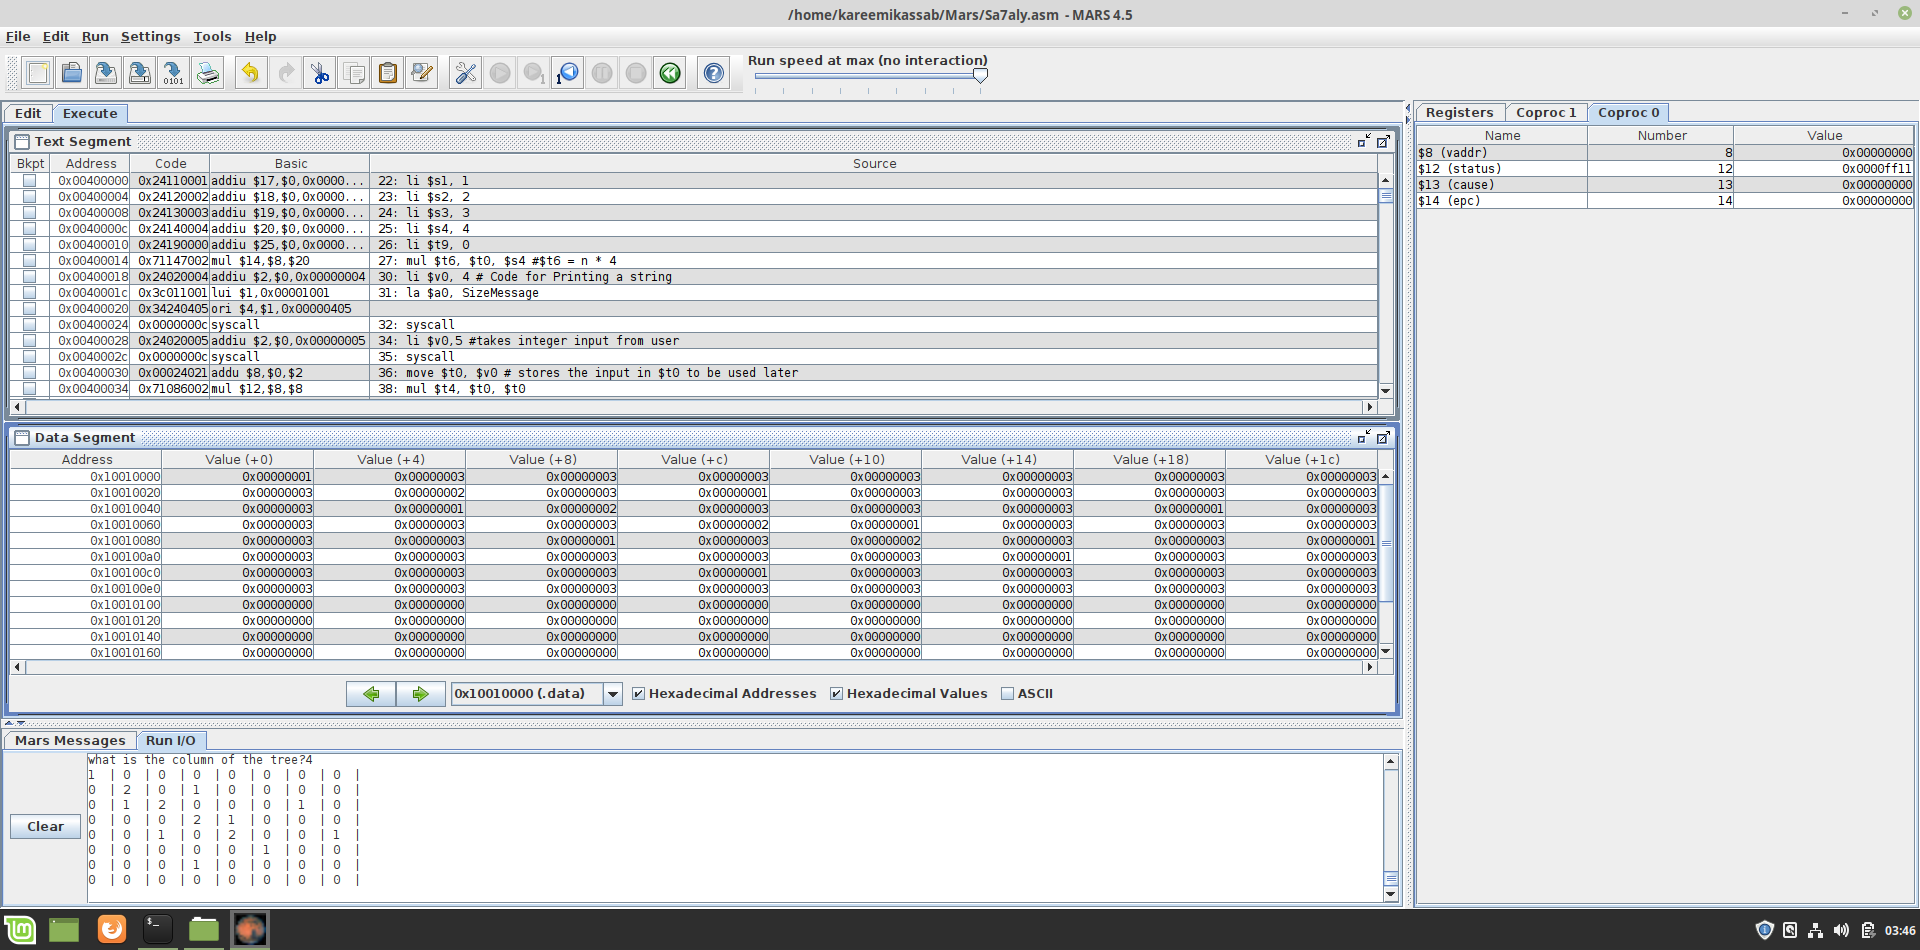 /home/kareemikassab/Mars/Sa7aly.asm - MARS 4.5
File Edit Run Settings Tools Help
Run speed at max (no interaction)
Edit Execute
Text Segment
Bkpt Address Code Basic Source
0x00400000 0x24110001 addiu $17,$0,0x0000... 22: li $s1, 1
0x00400004 0x24120002 addiu $18,$0,0x0000... 23: li $s2, 2
0x00400008 0x24130003 addiu $19,$0,0x0000... 24: li $s3, 3
0x0040000c 0x24140004 addiu $20,$0,0x0000... 25: li $s4, 4
0x00400010 0x24190000 addiu $25,$0,0x0000... 26: li $t9, 0
0x00400014 0x71147002 mul $14,$8,$20 27: mul $t6, $t0, $s4 #$t6 = n * 4
0x00400018 0x24020004 addiu $2,$0,0x00000004 30: li $v0, 4 # Code for Printing a string
0x0040001c 0x3c011001 lui $1,0x00001001 31: la $a0, SizeMessage
0x00400020 0x34240405 ori $4,$1,0x00000405
0x00400024 0x0000000c syscall 32: syscall
0x00400028 0x24020005 addiu $2,$0,0x00000005 34: li $v0,5 #takes integer input from user
0x0040002c 0x0000000c syscall 35: syscall
0x00400030 0x00024021 addu $8,$0,$2 36: move $t0, $v0 # stores the input in $t0 to be used later
0x00400034 0x71086002 mul $12,$8,$8 38: mul $t4, $t0, $t0
Data Segment
Address Value (+0) Value (+4) Value (+8) Value (+c) Value (+10) Value (+14) Value (+18) Value (+1c)
0x10010000 0x00000001 0x00000003 0x00000003 0x00000003 0x00000003 0x00000003 0x00000003 0x00000003
0x10010020 0x00000003 0x00000002 0x00000003 0x00000001 0x00000003 0x00000003 0x00000003 0x00000003
0x10010040 0x00000003 0x00000001 0x00000002 0x00000003 0x00000003 0x00000003 0x00000001 0x00000003
0x10010060 0x00000003 0x00000003 0x00000003 0x00000002 0x00000001 0x00000003 0x00000003 0x00000003
0x10010080 0x00000003 0x00000003 0x00000001 0x00000003 0x00000002 0x00000003 0x00000003 0x00000001
0x100100a0 0x00000003 0x00000003 0x00000003 0x00000003 0x00000003 0x00000001 0x00000003 0x00000003
0x100100c0 0x00000003 0x00000003 0x00000003 0x00000001 0x00000003 0x00000003 0x00000003 0x00000003
0x100100e0 0x00000003 0x00000003 0x00000003 0x00000003 0x00000003 0x00000003 0x00000003 0x00000003
0x10010100 0x00000000 0x00000000 0x00000000 0x00000000 0x00000000 0x00000000 0x00000000 0x00000000
0x10010120 0x00000000 0x00000000 0x00000000 0x00000000 0x00000000 0x00000000 0x00000000 0x00000000
0x10010140 0x00000000 0x00000000 0x00000000 0x00000000 0x00000000 0x00000000 0x00000000 0x00000000
0x10010160 0x00000000 0x00000000 0x00000000 0x00000000 0x00000000 0x00000000 0x00000000 0x00000000
0x10010000 (.data) Hexadecimal Addresses Hexadecimal Values ASCII
Mars Messages Run I/O
Clear
what is the column of the tree?4
1 | 0 | 0 | 0 | 0 | 0 | 0 | 0 |
0 | 2 | 0 | 1 | 0 | 0 | 0 | 0 |
0 | 1 | 2 | 0 | 0 | 0 | 1 | 0 |
0 | 0 | 0 | 2 | 1 | 0 | 0 | 0 |
0 | 0 | 1 | 0 | 2 | 0 | 0 | 1 |
0 | 0 | 0 | 0 | 0 | 1 | 0 | 0 |
0 | 0 | 0 | 1 | 0 | 0 | 0 | 0 |
0 | 0 | 0 | 0 | 0 | 0 | 0 | 0 |
Registers Coproc 1 Coproc 0
Name Number Value
$8 (vaddr) 8 0x00000000
$12 (status) 12 0x0000ff11
$13 (cause) 13 0x00000000
$14 (epc) 14 0x00000000
03:46